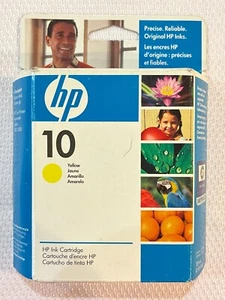 Precise. Reliable.
Original HP Inks.
Les encres HP
d'origine : précises
et fiables.
hp
10
Yellow
Jaune
Amarillo
Amarelo
HP Ink Cartridge
Cartouche d'encre HP
Cartucho de tinta HP